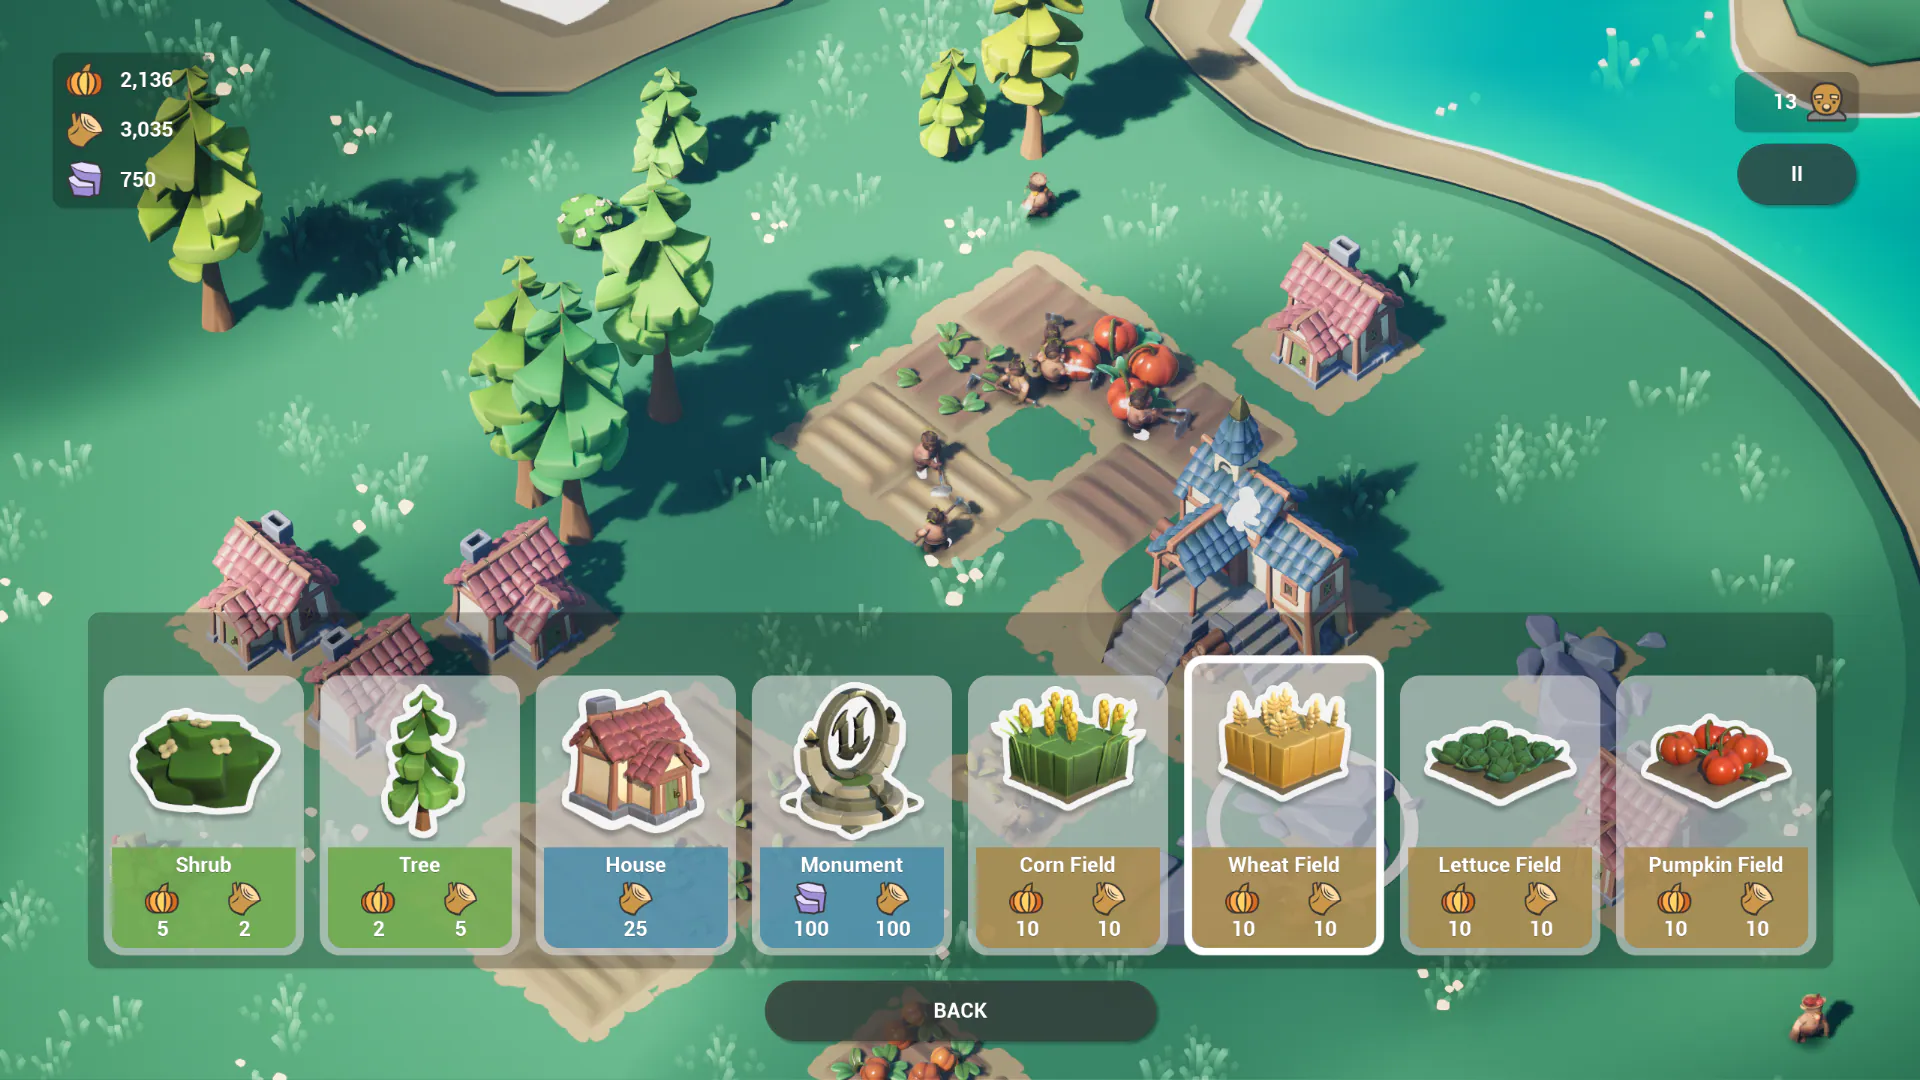 2,136
3,035
750
13
II
Shrub
5 2
Tree
2 5
House
25
Monument
100 100
Corn Field
10 10
Wheat Field
10 10
Lettuce Field
10 10
Pumpkin Field
10 10
BACK